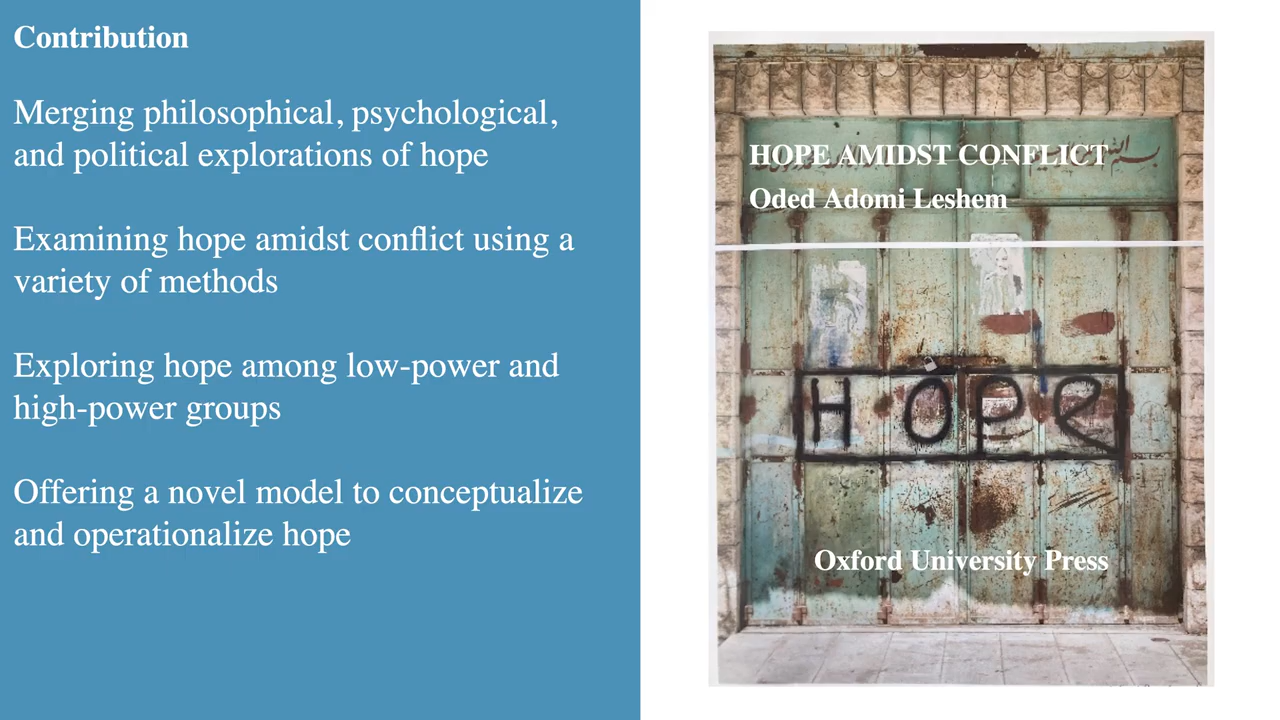 Contribution
Merging philosophical, psychological,
and political explorations of hope
Examining hope amidst conflict using a
variety of methods
Exploring hope among low-power and
high-power groups
Offering a novel model to conceptualize
and operationalize hope
HOPE AMIDST CONFLICT
Oded Adomi Leshem
HOPE
Oxford University Press